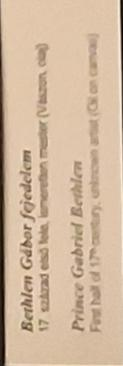 Bethlen Gábor fejedelem
17. század első fele, ismeretlen mester (Vászon, olaj)
Prince Gabriel Bethlen
First half of 17th century, unknown artist (Oil on canvas)